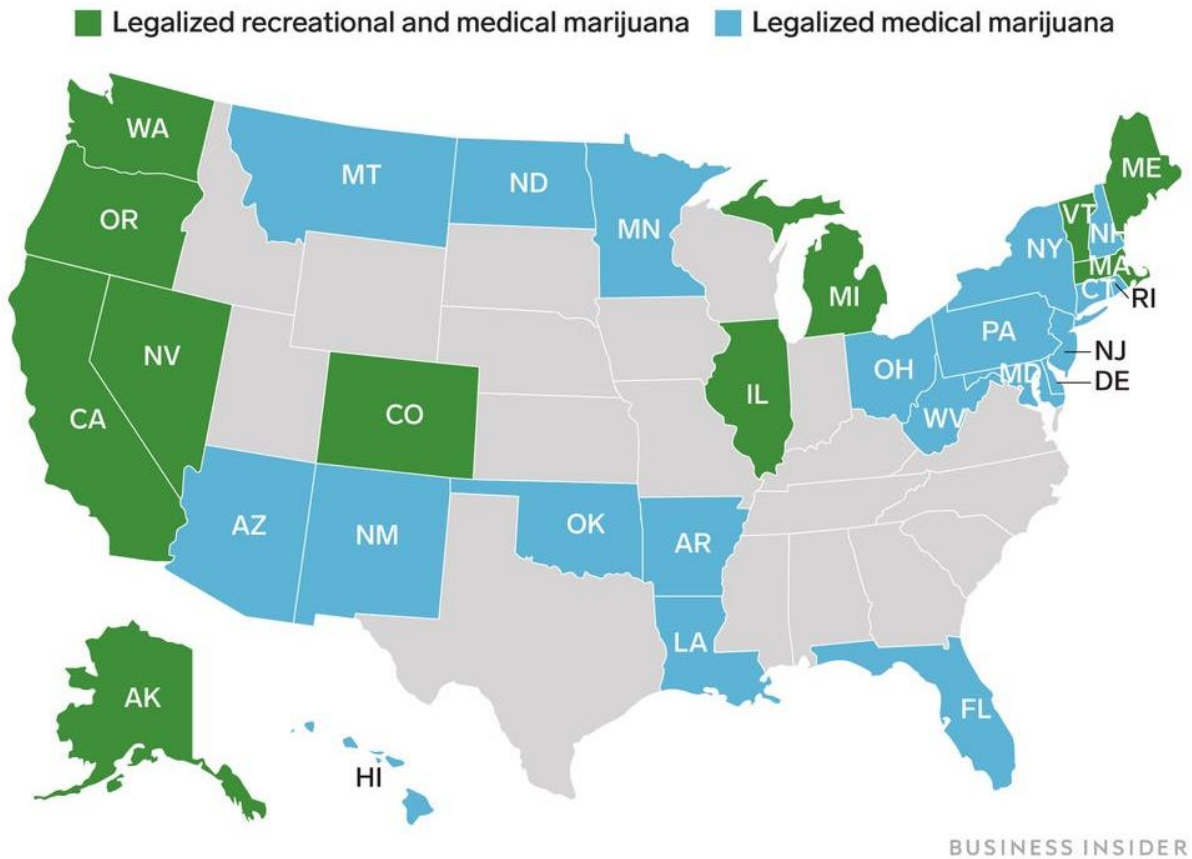 Legalized recreational and medical marijuana Legalized medical marijuana
WA
MT
ND
MN
ME
OR
VT
NH
NY
MA
CT
RI
MI
NV
PA
NJ
OH
MD
DE
CA
CO
IL
WV
AZ
NM
OK
AR
LA
AK
FL
HI
BUSINESS INSIDER